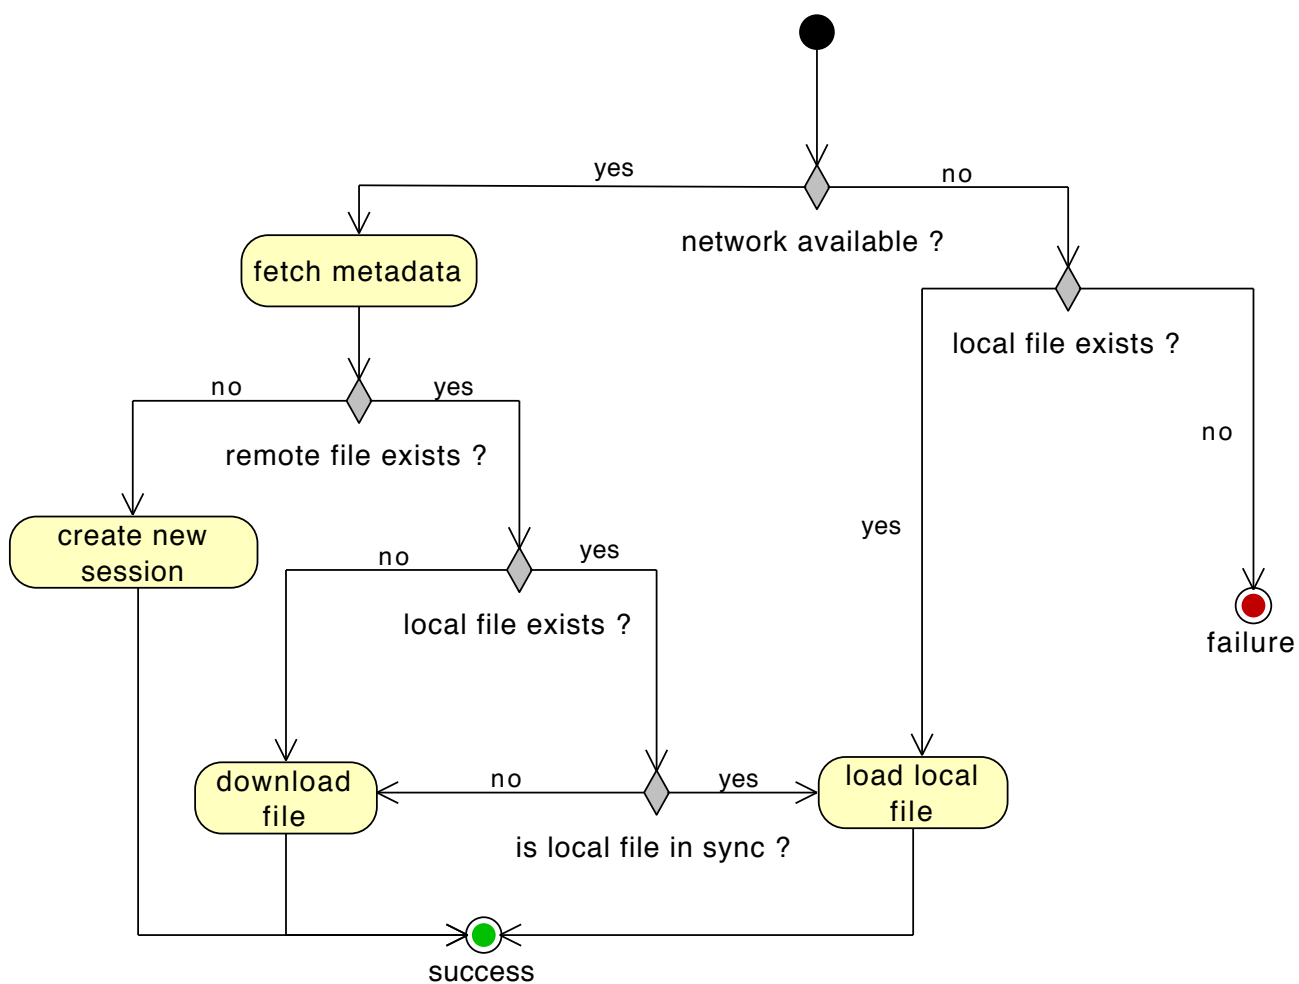 yes
no
network available ?
fetch metadata
local file exists ?
no
yes
no
remote file exists ?
yes
create new
session
no
yes
local file exists ?
failure
download
file
no
yes
load local
file
is local file in sync ?
success